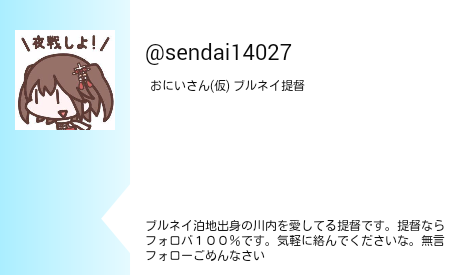 \夜戦しよ!/
@sendai14027
おにいさん(仮) ブルネイ提督
ブルネイ泊地出身の川内を愛してる提督です。提督なら
フォロバ１００％です。気軽に絡んでくださいな。無言
フォローごめんなさい